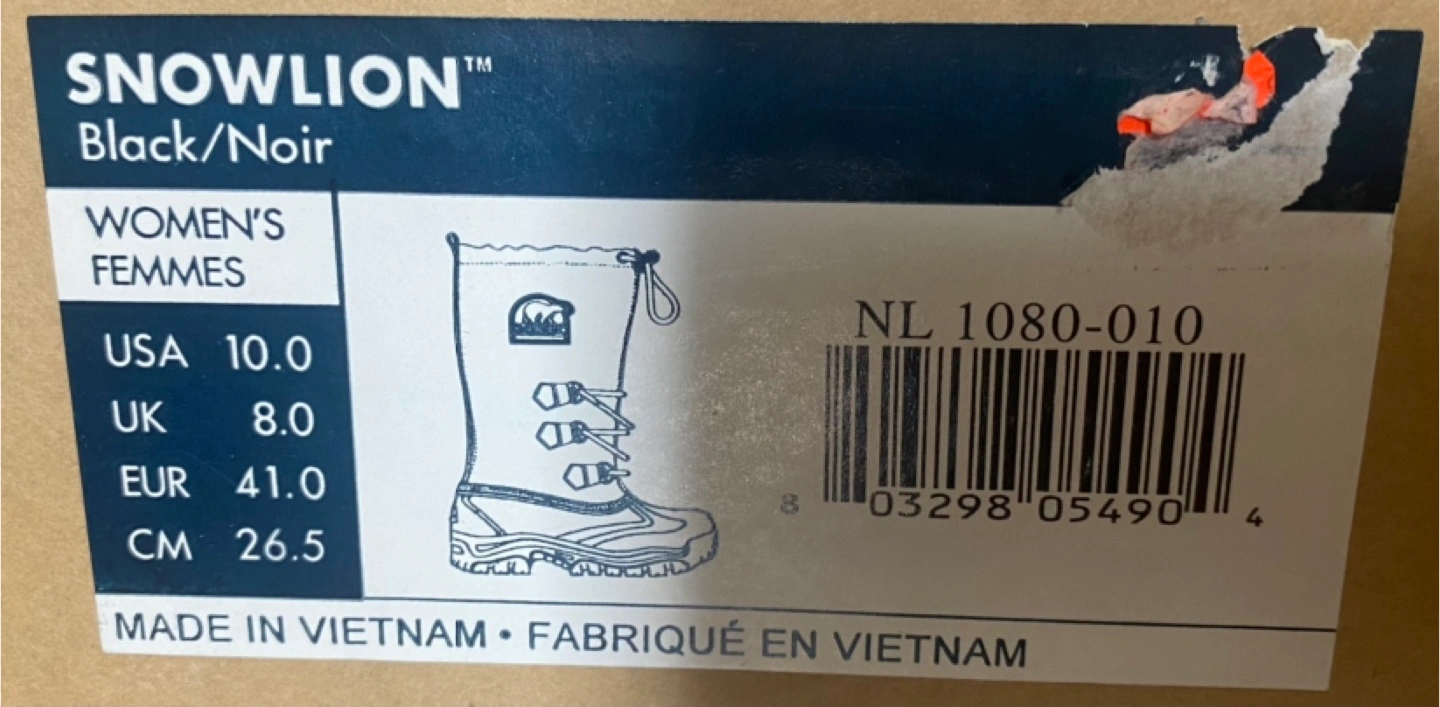 SNOWLION™
Black/Noir
WOMEN'S
FEMMES
USA 10.0
UK 8.0
EUR 41.0
CM 26.5
NL 1080-010
8 03298 05490 4
MADE IN VIETNAM • FABRIQUÉ EN VIETNAM